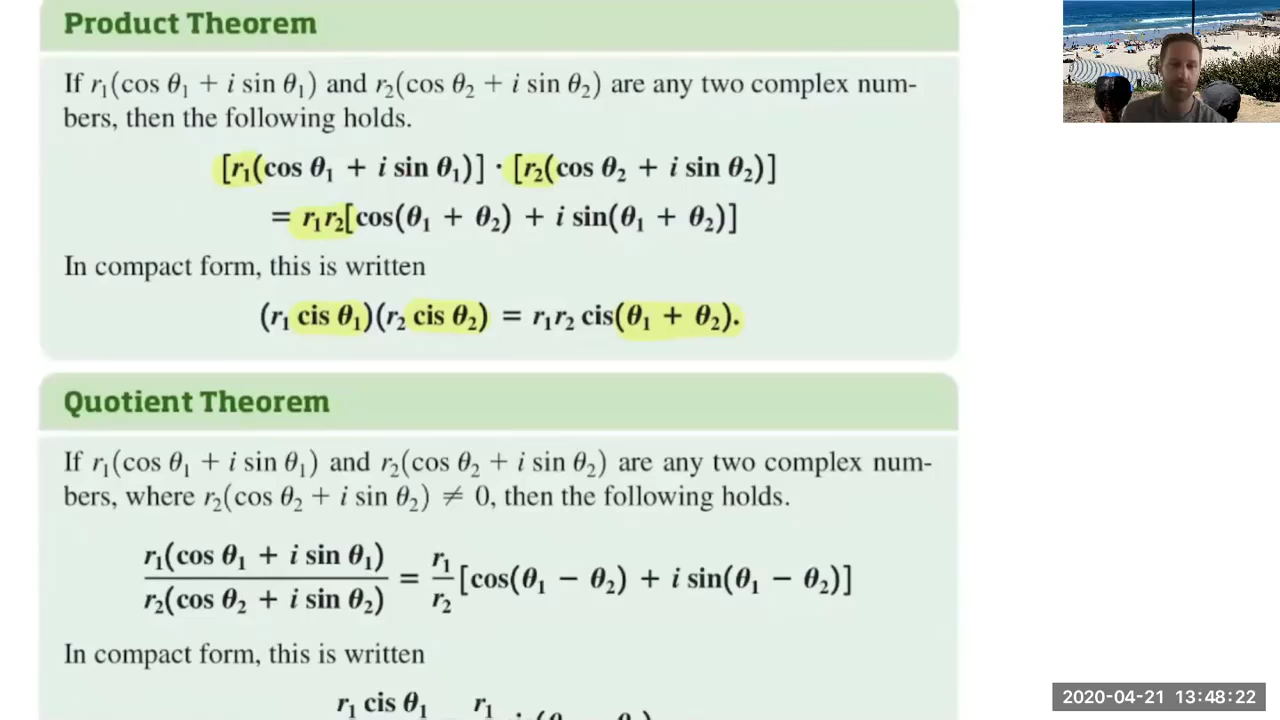 Product Theorem
If r₁(cos θ₁ + i sin θ₁) and r₂(cos θ₂ + i sin θ₂) are any two complex num-
bers, then the following holds.
[r₁(cos θ₁ + i sin θ₁)] · [r₂(cos θ₂ + i sin θ₂)]
= r₁r₂[cos(θ₁ + θ₂) + i sin(θ₁ + θ₂)]
In compact form, this is written
(r₁ cis θ₁)(r₂ cis θ₂) = r₁r₂ cis(θ₁ + θ₂).
Quotient Theorem
If r₁(cos θ₁ + i sin θ₁) and r₂(cos θ₂ + i sin θ₂) are any two complex num-
bers, where r₂(cos θ₂ + i sin θ₂) ≠ 0, then the following holds.
r₁(cos θ₁ + i sin θ₁)
/ r₂(cos θ₂ + i sin θ₂) = r₁/r₂ [cos(θ₁ − θ₂) + i sin(θ₁ − θ₂)]
In compact form, this is written
r₁ cis θ₁ r₁
2020-04-21 13:48:22